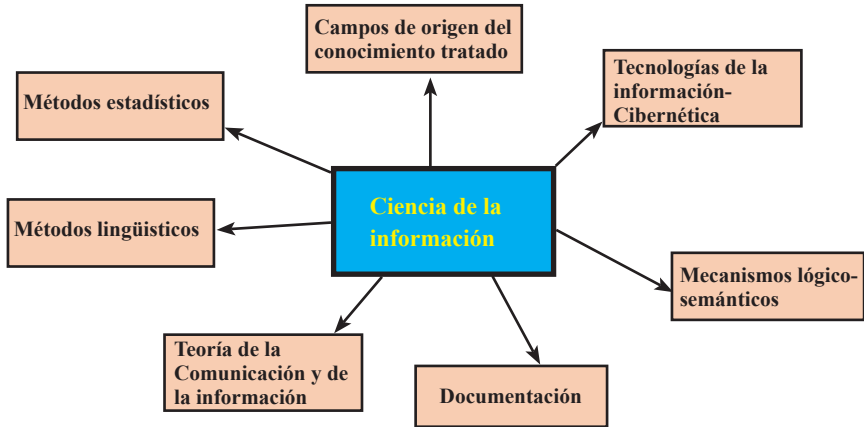 Campos de origen del
conocimiento tratado
Tecnologías de la
información-
Cibernética
Métodos estadísticos
Ciencia de la
información
Métodos lingüisticos
Mecanismos lógico-
semánticos
Teoría de la
Comunicación y de
la información
Documentación